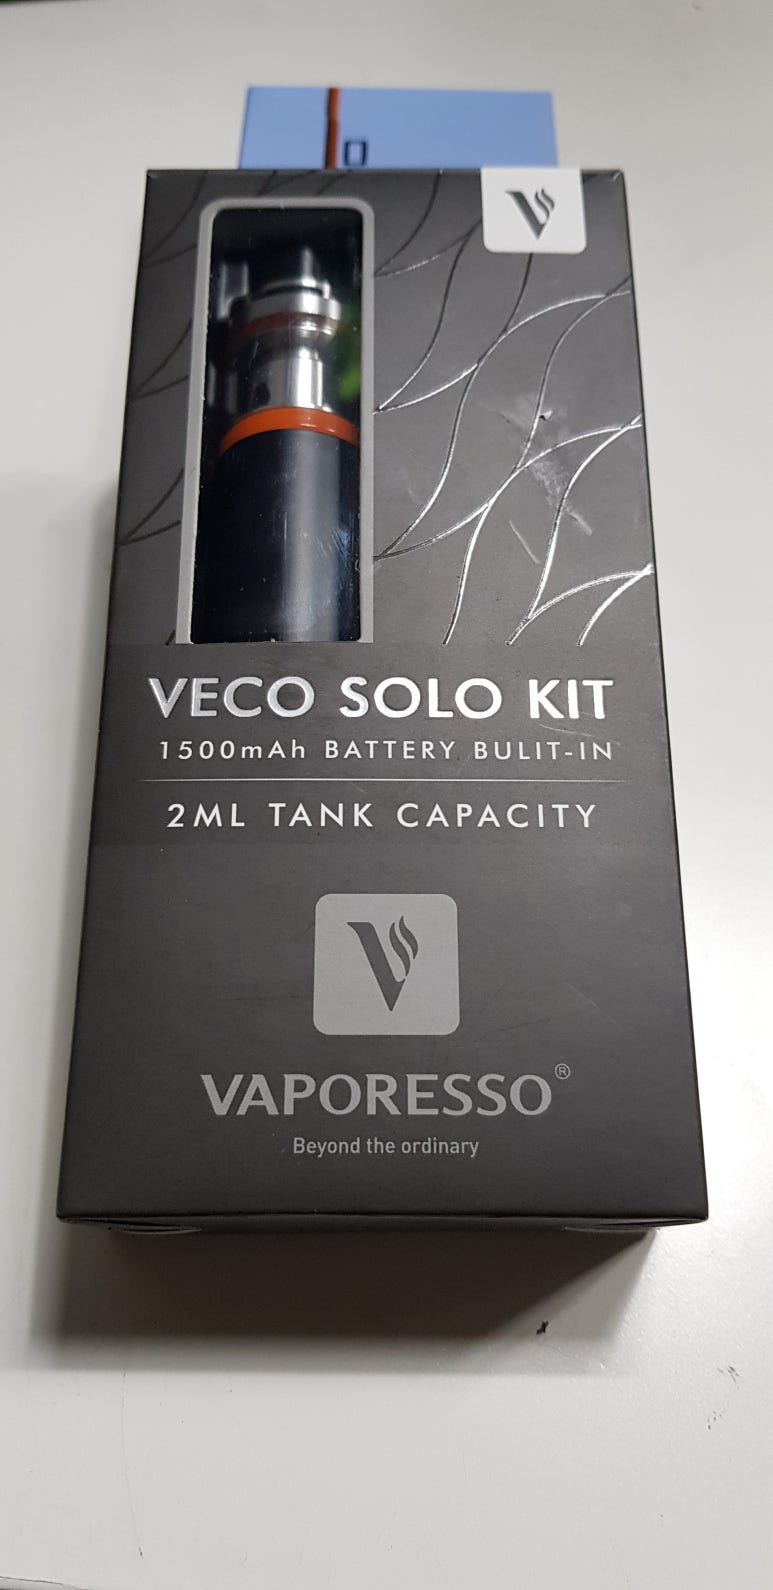 VECO SOLO KIT
1500mAh BATTERY BULIT-IN
2ML TANK CAPACITY
VAPORESSO®
Beyond the ordinary